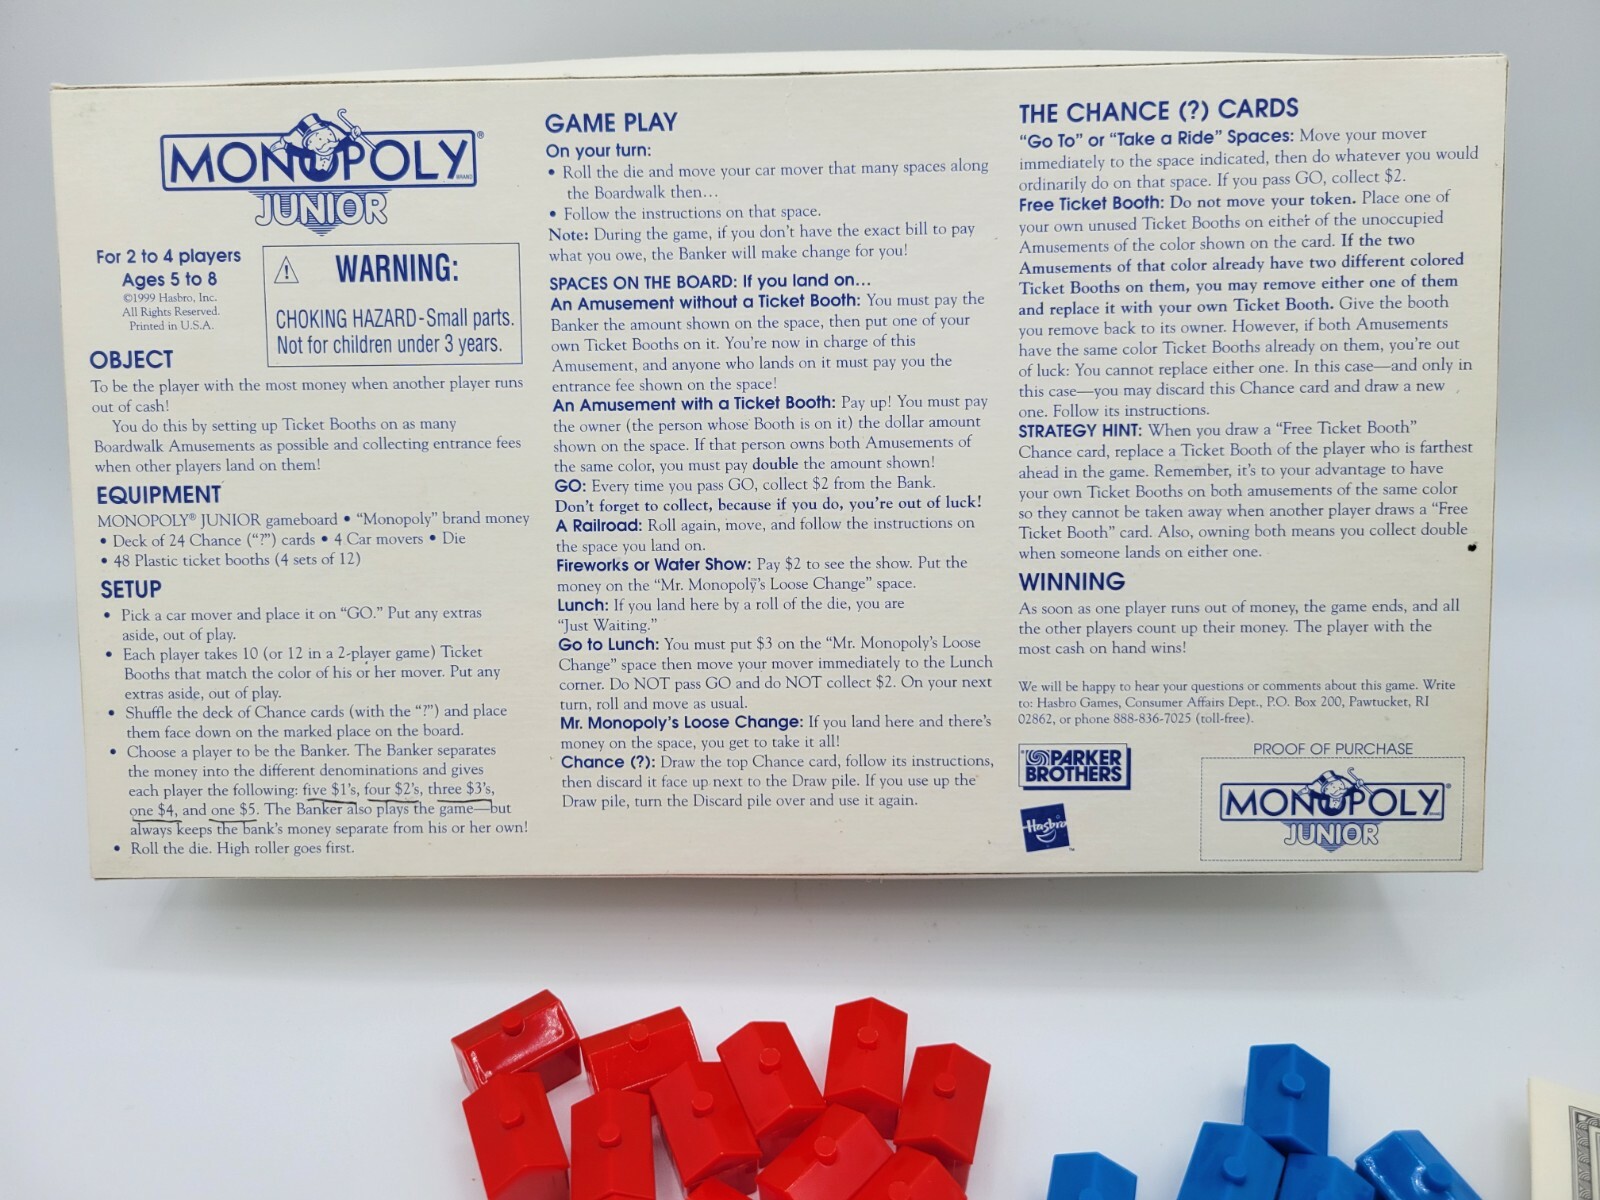 MONOPOLY®
BRAND
JUNIOR
For 2 to 4 players
Ages 5 to 8
©1999 Hasbro, Inc.
All Rights Reserved.
Printed in U.S.A.
WARNING:
CHOKING HAZARD-Small parts.
Not for children under 3 years.
OBJECT
To be the player with the most money when another player runs
out of cash!
You do this by setting up Ticket Booths on as many
Boardwalk Amusements as possible and collecting entrance fees
when other players land on them!
EQUIPMENT
MONOPOLY® JUNIOR gameboard • "Monopoly" brand money
• Deck of 24 Chance ("?") cards • 4 Car movers • Die
• 48 Plastic ticket booths (4 sets of 12)
SETUP
• Pick a car mover and place it on "GO." Put any extras
aside, out of play.
• Each player takes 10 (or 12 in a 2-player game) Ticket
Booths that match the color of his or her mover. Put any
extras aside, out of play.
• Shuffle the deck of Chance cards (with the "?") and place
them face down on the marked place on the board.
• Choose a player to be the Banker. The Banker separates
the money into the different denominations and gives
each player the following: five $1's, four $2's, three $3's,
one $4, and one $5. The Banker also plays the game—but
always keeps the bank's money separate from his or her own!
• Roll the die. High roller goes first.
GAME PLAY
On your turn:
• Roll the die and move your car mover that many spaces along
the Boardwalk then…
• Follow the instructions on that space.
Note: During the game, if you don't have the exact bill to pay
what you owe, the Banker will make change for you!
SPACES ON THE BOARD: If you land on…
An Amusement without a Ticket Booth: You must pay the
Banker the amount shown on the space, then put one of your
own Ticket Booths on it. You're now in charge of this
Amusement, and anyone who lands on it must pay you the
entrance fee shown on the space!
An Amusement with a Ticket Booth: Pay up! You must pay
the owner (the person whose Booth is on it) the dollar amount
shown on the space. If that person owns both Amusements of
the same color, you must pay double the amount shown!
GO: Every time you pass GO, collect $2 from the Bank.
Don't forget to collect, because if you do, you're out of luck!
A Railroad: Roll again, move, and follow the instructions on
the space you land on.
Fireworks or Water Show: Pay $2 to see the show. Put the
money on the "Mr. Monopoly's Loose Change" space.
Lunch: If you land here by a roll of the die, you are
"Just Waiting."
Go to Lunch: You must put $3 on the "Mr. Monopoly's Loose
Change" space then move your mover immediately to the Lunch
corner. Do NOT pass GO and do NOT collect $2. On your next
turn, roll and move as usual.
Mr. Monopoly's Loose Change: If you land here and there's
money on the space, you get to take it all!
Chance (?): Draw the top Chance card, follow its instructions,
then discard it face up next to the Draw pile. If you use up the
Draw pile, turn the Discard pile over and use it again.
THE CHANCE (?) CARDS
"Go To" or "Take a Ride" Spaces: Move your mover
immediately to the space indicated, then do whatever you would
ordinarily do on that space. If you pass GO, collect $2.
Free Ticket Booth: Do not move your token. Place one of
your own unused Ticket Booths on either of the unoccupied
Amusements of the color shown on the card. If the two
Amusements of that color already have two different colored
Ticket Booths on them, you may remove either one of them
and replace it with your own Ticket Booth. Give the booth
you remove back to its owner. However, if both Amusements
have the same color Ticket Booths already on them, you're out
of luck: You cannot replace either one. In this case—and only in
this case—you may discard this Chance card and draw a new
one. Follow its instructions.
STRATEGY HINT: When you draw a "Free Ticket Booth"
Chance card, replace a Ticket Booth of the player who is farthest
ahead in the game. Remember, it's to your advantage to have
your own Ticket Booths on both amusements of the same color
so they cannot be taken away when another player draws a "Free
Ticket Booth" card. Also, owning both means you collect double
when someone lands on either one.
WINNING
As soon as one player runs out of money, the game ends, and all
the other players count up their money. The player with the
most cash on hand wins!
We will be happy to hear your questions or comments about this game. Write
to: Hasbro Games, Consumer Affairs Dept., P.O. Box 200, Pawtucket, RI
02862, or phone 888-836-7025 (toll-free).
PARKER
BROTHERS
Hasbro
PROOF OF PURCHASE
MONOPOLY®
JUNIOR